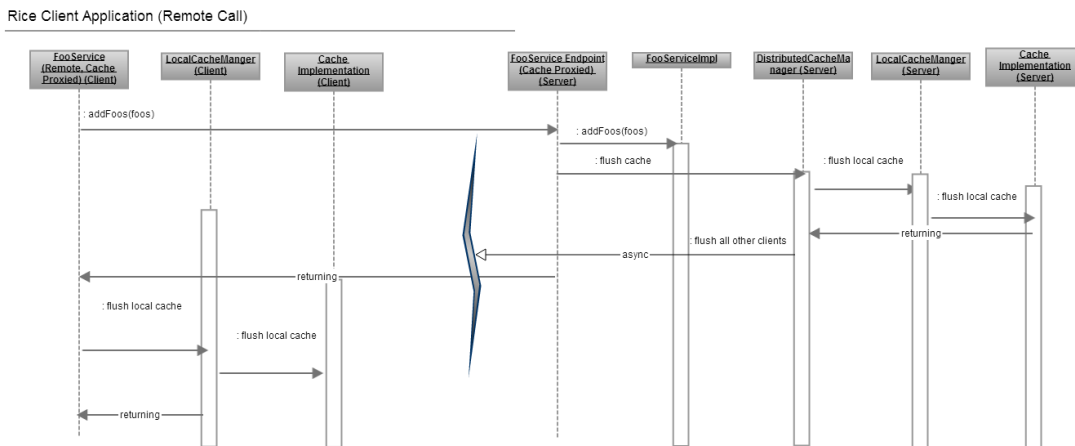 Rice Client Application (Remote Call)
FooService
(Remote, Cache
Proxied) (Client)
LocalCacheManger
(Client)
Cache
Implementation
(Client)
FooService Endpoint
(Cache Proxied)
(Server)
FooServiceImpl
DistributedCacheMa
nager (Server)
LocalCacheManger
(Server)
Cache
Implementation
(Server)
: addFoos(foos)
: addFoos(foos)
: flush cache
: flush local cache
: flush local cache
returning
: flush all other clients
async
returning
: flush local cache
: flush local cache
returning